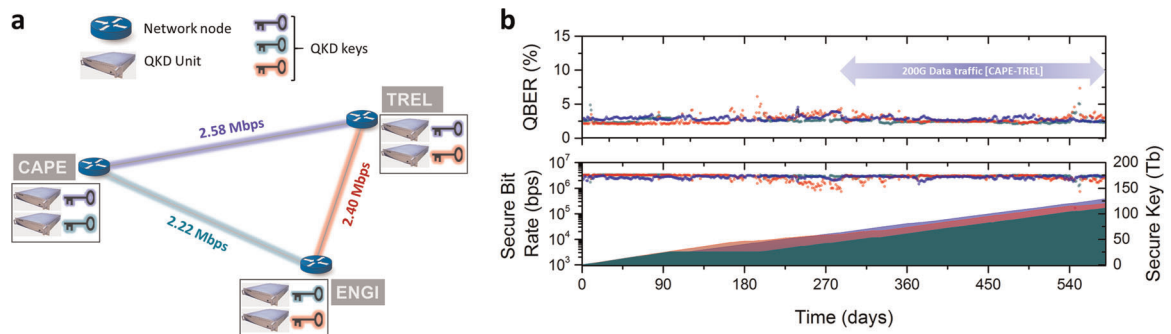 a
Network node
QKD Unit
QKD keys
TREL
2.58 Mbps
CAPE
2.40 Mbps
2.22 Mbps
ENGI
b
QBER (%)
15
10
5
0
200G Data traffic [CAPE-TREL]
Secure Bit
Rate (bps)
10⁷
10⁶
10⁵
10⁴
10³
200
150
100
50
0
Secure Key (Tb)
0
90
180
270
360
450
540
Time (days)